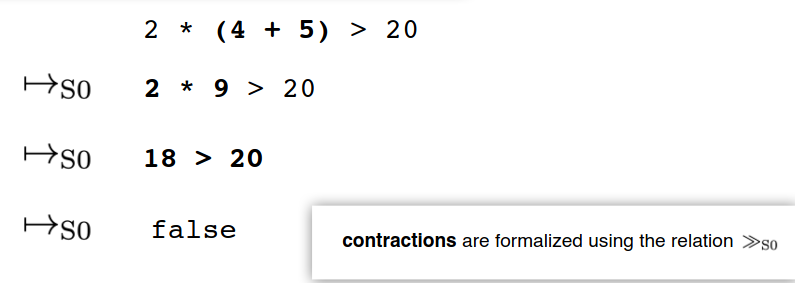 2 * (4 + 5) > 20
↦S0 2 * 9 > 20
↦S0 18 > 20
↦S0 false
contractions are formalized using the relation ≫S0